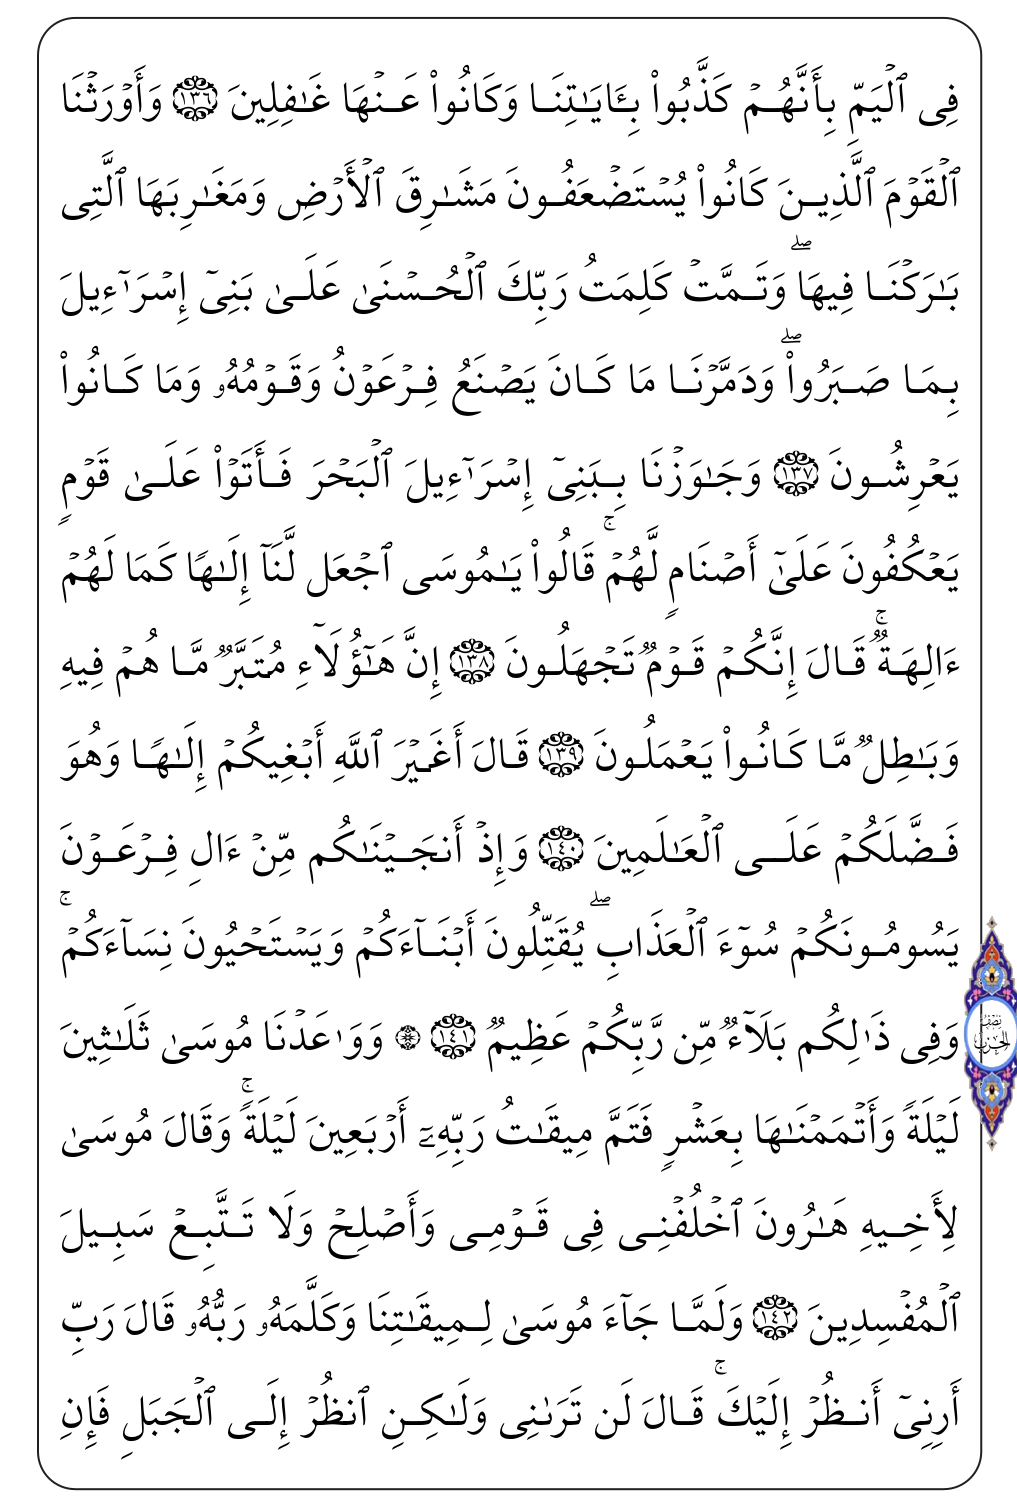 فِى ٱلۡيَمِّ بِأَنَّهُمۡ كَذَّبُواْ بِـَٔايَـٰتِنَا وَكَانُواْ عَنۡهَا غَـٰفِلِينَ ١٣٦ وَأَوۡرَثۡنَا
ٱلۡقَوۡمَ ٱلَّذِينَ كَانُواْ يُسۡتَضۡعَفُونَ مَشَـٰرِقَ ٱلۡأَرۡضِ وَمَغَـٰرِبَهَا ٱلَّتِى
بَـٰرَكۡنَا فِيهَاۖ وَتَمَّتۡ كَلِمَتُ رَبِّكَ ٱلۡحُسۡنَىٰ عَلَىٰ بَنِىٓ إِسۡرَٰٓءِيلَ
بِمَا صَبَرُواْۖ وَدَمَّرۡنَا مَا كَانَ يَصۡنَعُ فِرۡعَوۡنُ وَقَوۡمُهُۥ وَمَا كَانُواْ
يَعۡرِشُونَ ١٣٧ وَجَـٰوَزۡنَا بِبَنِىٓ إِسۡرَٰٓءِيلَ ٱلۡبَحۡرَ فَأَتَوۡاْ عَلَىٰ قَوۡمٍ
يَعۡكُفُونَ عَلَىٰٓ أَصۡنَامٍ لَّهُمۡۚ قَالُواْ يَـٰمُوسَى ٱجۡعَل لَّنَآ إِلَـٰهًا كَمَا لَهُمۡ
ءَالِهَةٌۚ قَالَ إِنَّكُمۡ قَوۡمٌ تَجۡهَلُونَ ١٣٨ إِنَّ هَـٰٓؤُلَآءِ مُتَبَّرٌ مَّا هُمۡ فِيهِ
وَبَـٰطِلٌ مَّا كَانُواْ يَعۡمَلُونَ ١٣٩ قَالَ أَغَيۡرَ ٱللَّهِ أَبۡغِيكُمۡ إِلَـٰهًا وَهُوَ
فَضَّلَكُمۡ عَلَى ٱلۡعَـٰلَمِينَ ١٤٠ وَإِذۡ أَنجَيۡنَـٰكُم مِّنۡ ءَالِ فِرۡعَوۡنَ
يَسُومُونَكُمۡ سُوٓءَ ٱلۡعَذَابِۖ يُقَتِّلُونَ أَبۡنَآءَكُمۡ وَيَسۡتَحۡيُونَ نِسَآءَكُمۡۚ
وَفِى ذَٰلِكُم بَلَآءٌ مِّن رَّبِّكُمۡ عَظِيمٌ ١٤١ ۞ وَوَٰعَدۡنَا مُوسَىٰ ثَلَـٰثِينَ
نصف الحزب
لَيۡلَةً وَأَتۡمَمۡنَـٰهَا بِعَشۡرٍ فَتَمَّ مِيقَـٰتُ رَبِّهِۦٓ أَرۡبَعِينَ لَيۡلَةًۚ وَقَالَ مُوسَىٰ
لِأَخِيهِ هَـٰرُونَ ٱخۡلُفۡنِى فِى قَوۡمِى وَأَصۡلِحۡ وَلَا تَتَّبِعۡ سَبِيلَ
ٱلۡمُفۡسِدِينَ ١٤٢ وَلَمَّا جَآءَ مُوسَىٰ لِمِيقَـٰتِنَا وَكَلَّمَهُۥ رَبُّهُۥ قَالَ رَبِّ
أَرِنِىٓ أَنظُرۡ إِلَيۡكَۚ قَالَ لَن تَرَىٰنِى وَلَـٰكِنِ ٱنظُرۡ إِلَى ٱلۡجَبَلِ فَإِنِ